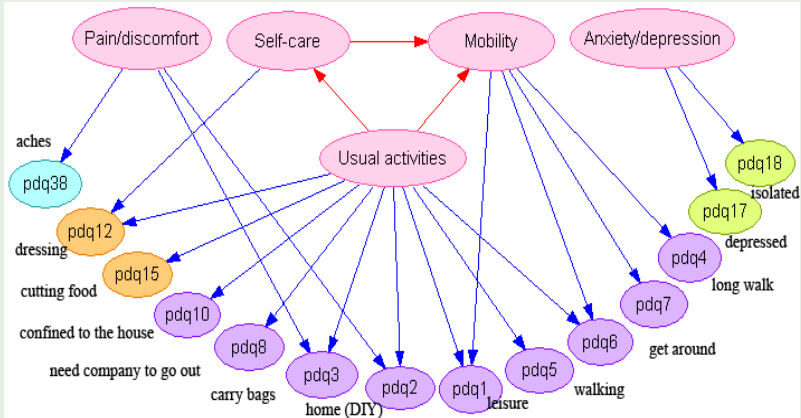 Pain/discomfort
Self-care
Mobility
Anxiety/depression
aches
Usual activities
pdq38
pdq18
isolated
pdq17
dressing
pdq12
depressed
pdq4
cutting food
pdq15
long walk
pdq10
pdq7
confined to the house
pdq8
pdq6
get around
need company to go out
pdq3
pdq2
pdq1
pdq5
walking
carry bags
leisure
home (DIY)